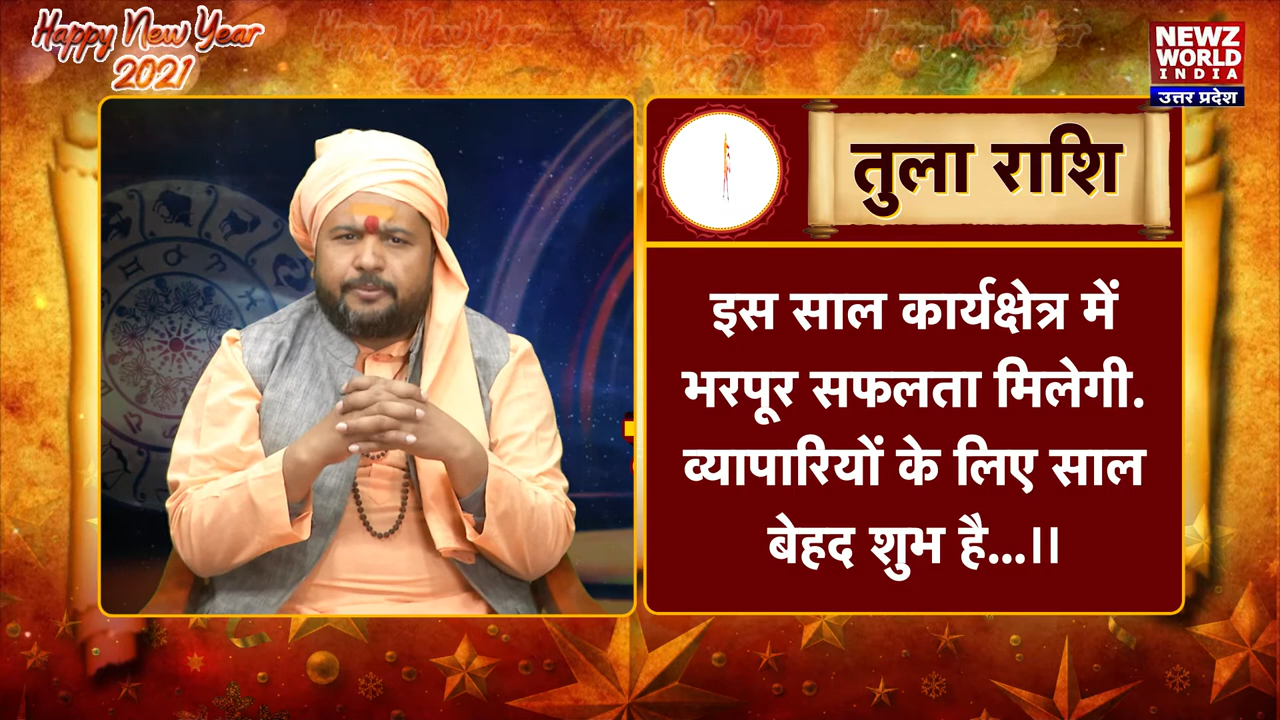 Happy New Year
2021
NEWZ
WORLD
INDIA
उत्तर प्रदेश
तुला राशि
इस साल कार्यक्षेत्र में
भरपूर सफलता मिलेगी.
व्यापारियों के लिए साल
बेहद शुभ है...।।